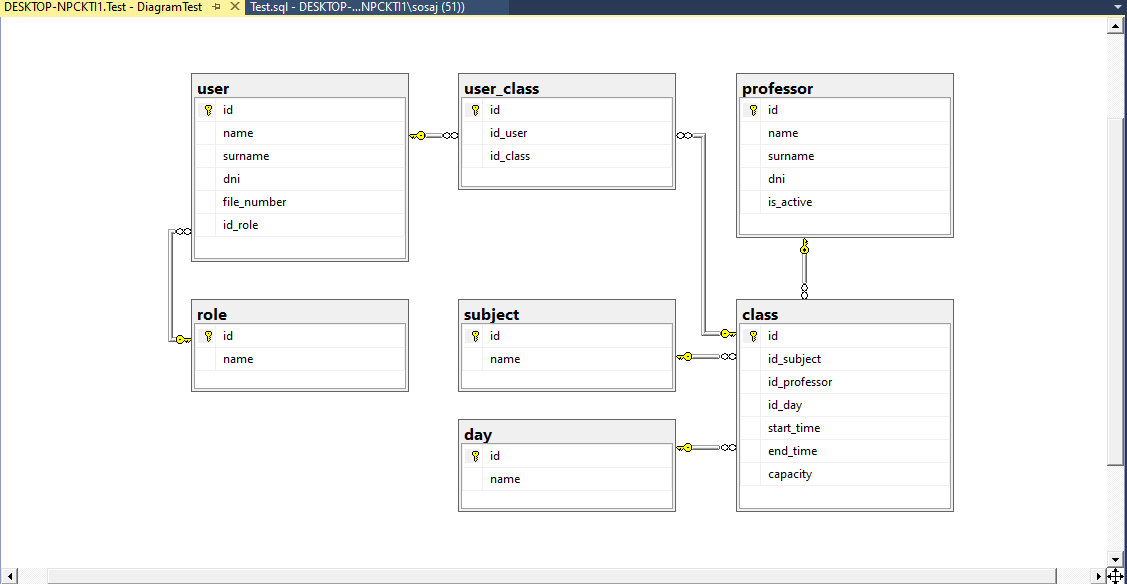 DESKTOP-NPCKTI1.Test - DiagramTest
Test.sql - DESKTOP-...NPCKTI1\sosaj (51))
user
id
name
surname
dni
file_number
id_role
user_class
id
id_user
id_class
professor
id
name
surname
dni
is_active
role
id
name
subject
id
name
class
id
id_subject
id_professor
id_day
start_time
end_time
capacity
day
id
name